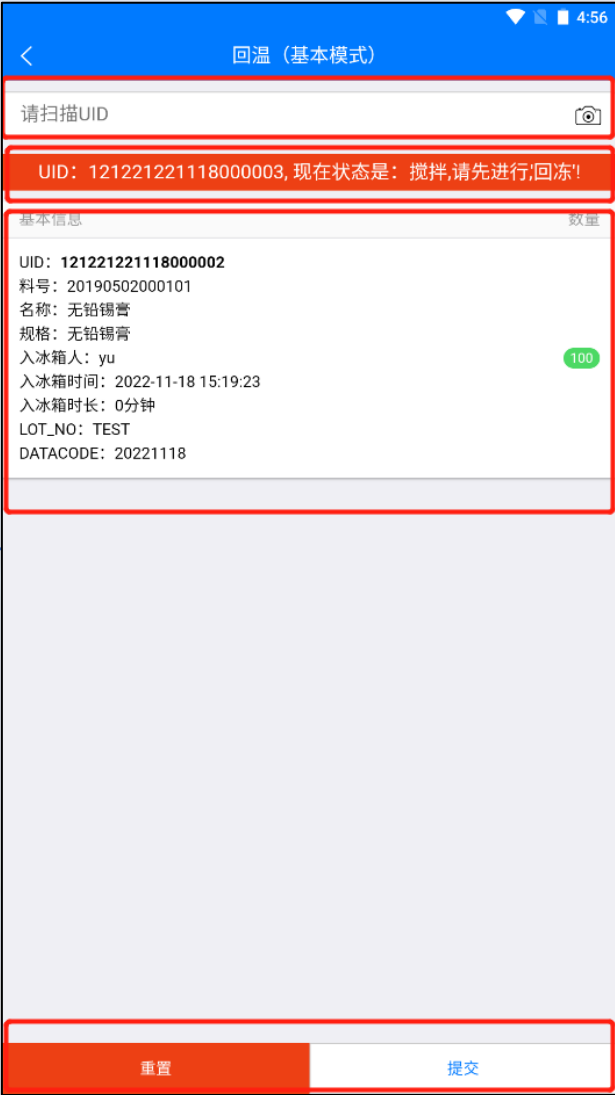 4:56
回温（基本模式）
请扫描UID
UID：121221221118000003, 现在状态是：搅拌,请先进行,'回冻'!
基本信息 数量
UID：121221221118000002
料号：20190502000101
名称：无铅锡膏
规格：无铅锡膏
入冰箱人：yu
100
入冰箱时间：2022-11-18 15:19:23
入冰箱时长：0分钟
LOT_NO：TEST
DATACODE：20221118
重置 提交